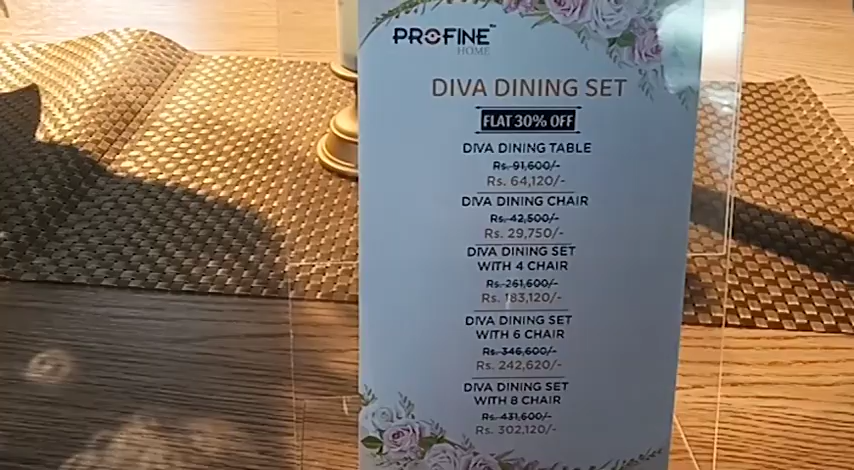 PROFINE
HOME
DIVA DINING SET
FLAT 30% OFF
DIVA DINING TABLE
Rs. 91,600/-
Rs. 64,120/-
DIVA DINING CHAIR
Rs. 42,500/-
Rs. 29,750/-
DIVA DINING SET
WITH 4 CHAIR
Rs. 261,600/-
Rs. 183,120/-
DIVA DINING SET
WITH 6 CHAIR
Rs. 346,600/-
Rs. 242,620/-
DIVA DINING SET
WITH 8 CHAIR
Rs. 431,600/-
Rs. 302,120/-